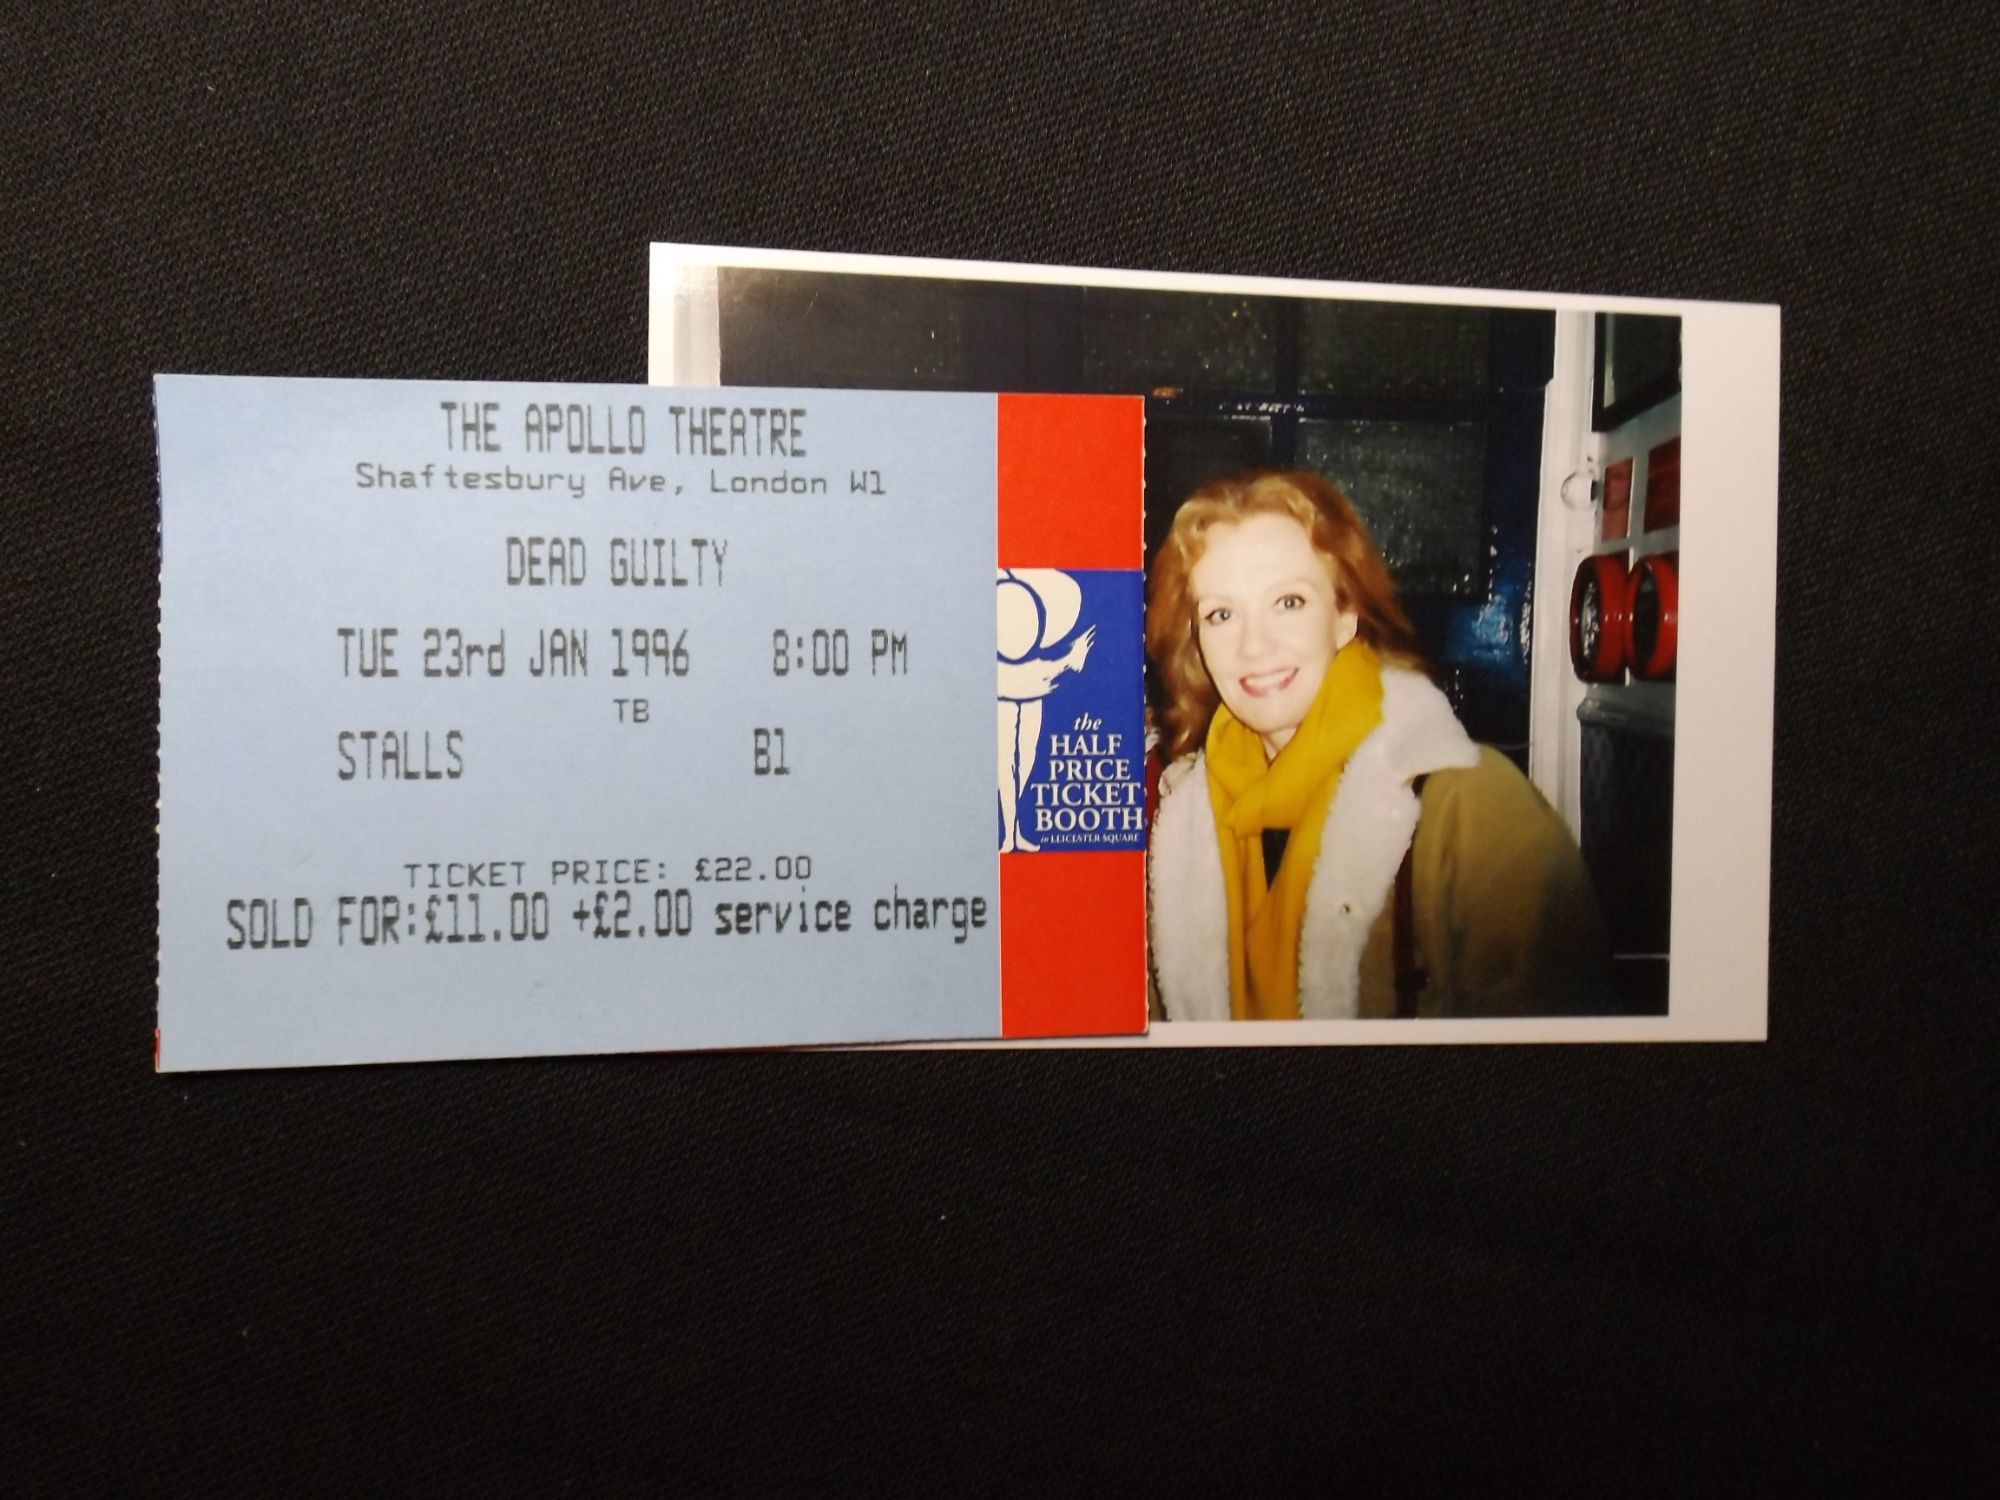 THE APOLLO THEATRE
Shaftesbury Ave, London W1
DEAD GUILTY
TUE 23rd JAN 1996 8:00 PM
TB
STALLS B1
TICKET PRICE: £22.00
SOLD FOR:£11.00 +£2.00 service charge
the
HALF
PRICE
TICKET
BOOTH
in LEICESTER SQUARE